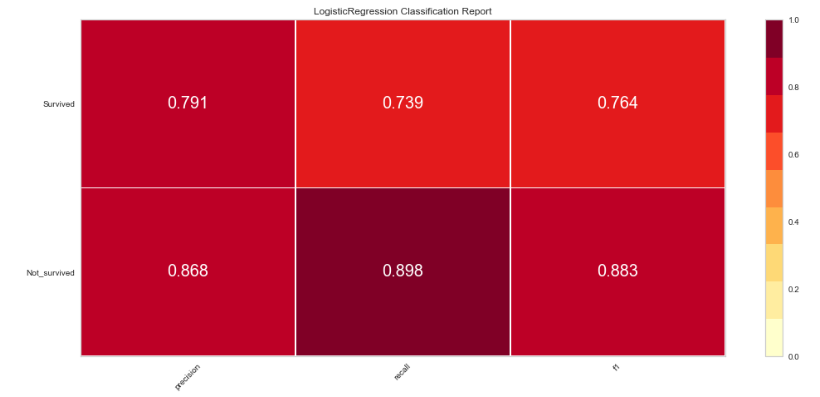 LogisticRegression Classification Report
1.0
Survived 0.791 0.739 0.764
0.8
0.6
0.4
Not_survived 0.868 0.898 0.883
0.2
0.0
precision recall f1